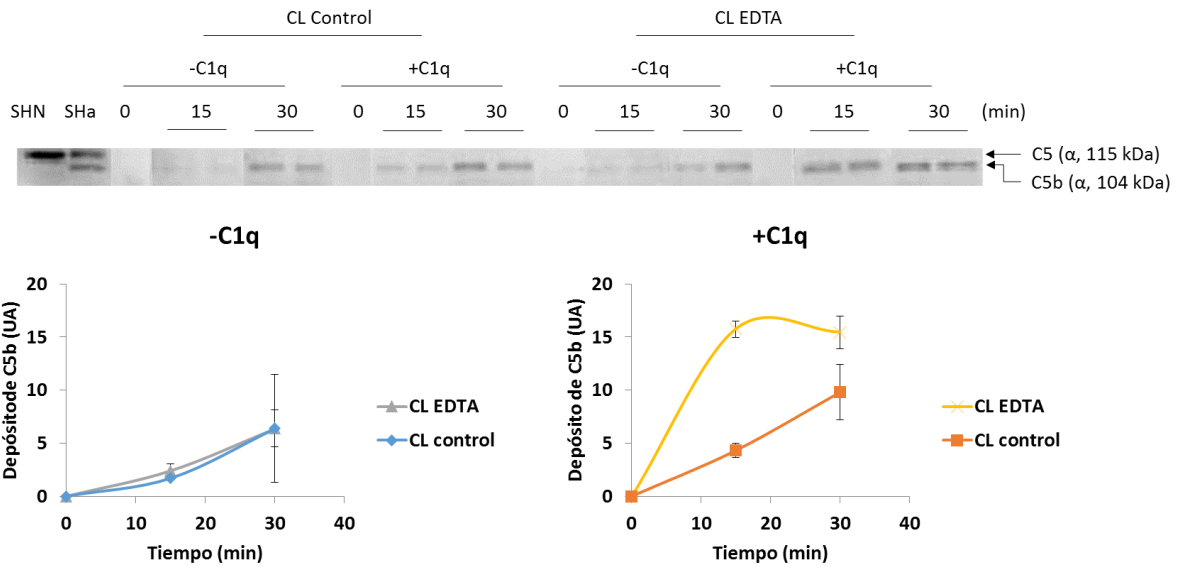 CL Control CL EDTA
-C1q +C1q -C1q +C1q
SHN SHa 0 15 30 0 15 30 0 15 30 0 15 30 (min)
C5 (α, 115 kDa)
C5b (α, 104 kDa)
-C1q
Depósito de C5b (UA)
20
15
10
5
0
0 10 20 30 40
Tiempo (min)
CL EDTA
CL control
+C1q
Depósito de C5b (UA)
20
15
10
5
0
0 10 20 30 40
Tiempo (min)
CL EDTA
CL control